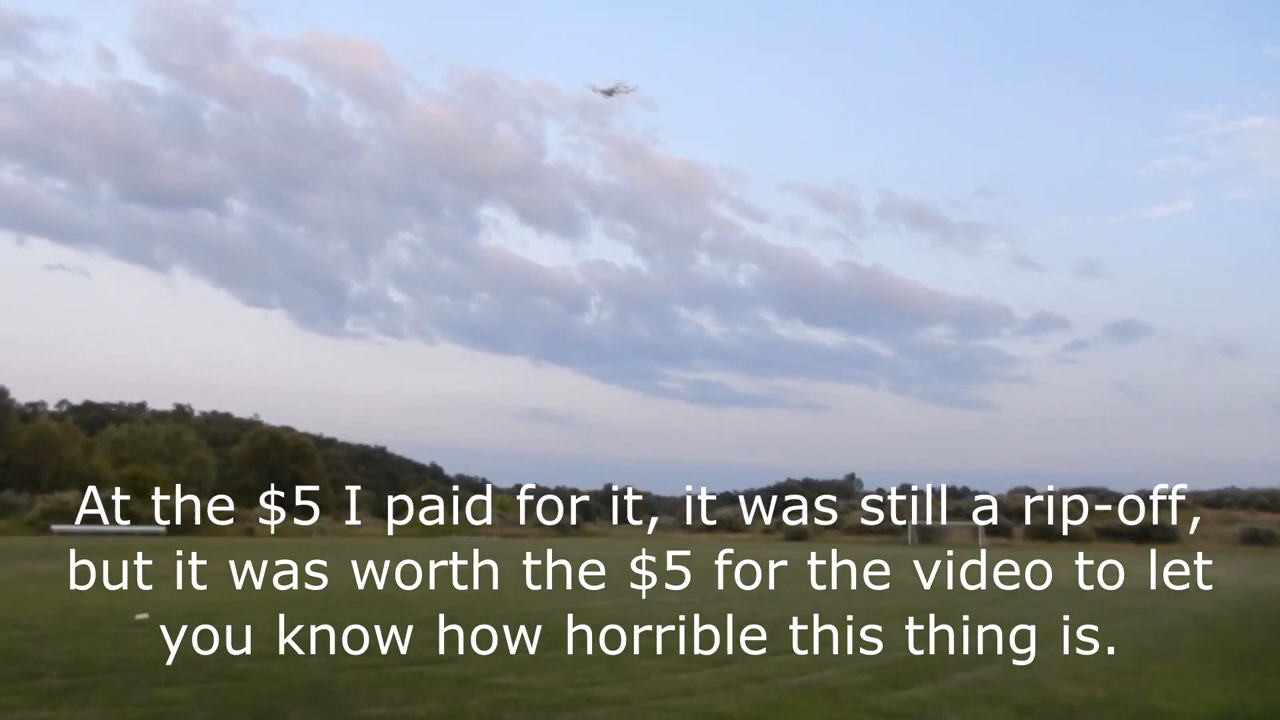 At the $5 I paid for it, it was still a rip-off,
but it was worth the $5 for the video to let
you know how horrible this thing is.